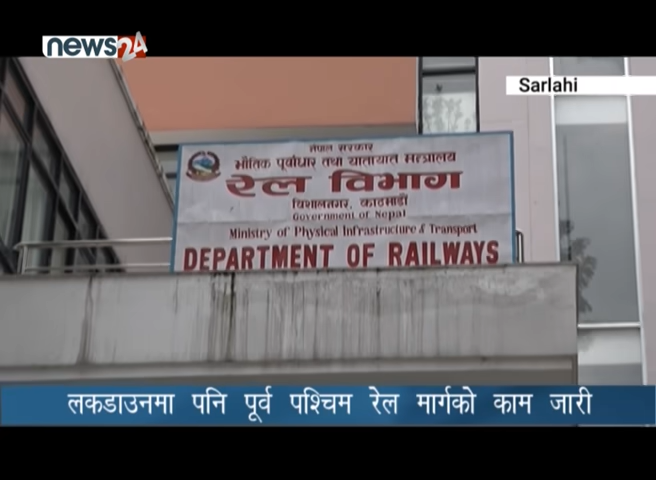 news24
Sarlahi
नेपाल सरकार
भौतिक पूर्वाधार तथा यातायात मन्त्रालय
रेल विभाग
विशालनगर, काठमाडौं
Government of Nepal
Ministry of Physical Infrastructure & Transport
DEPARTMENT OF RAILWAYS
लकडाउनमा पनि पूर्व पश्चिम रेल मार्गको काम जारी